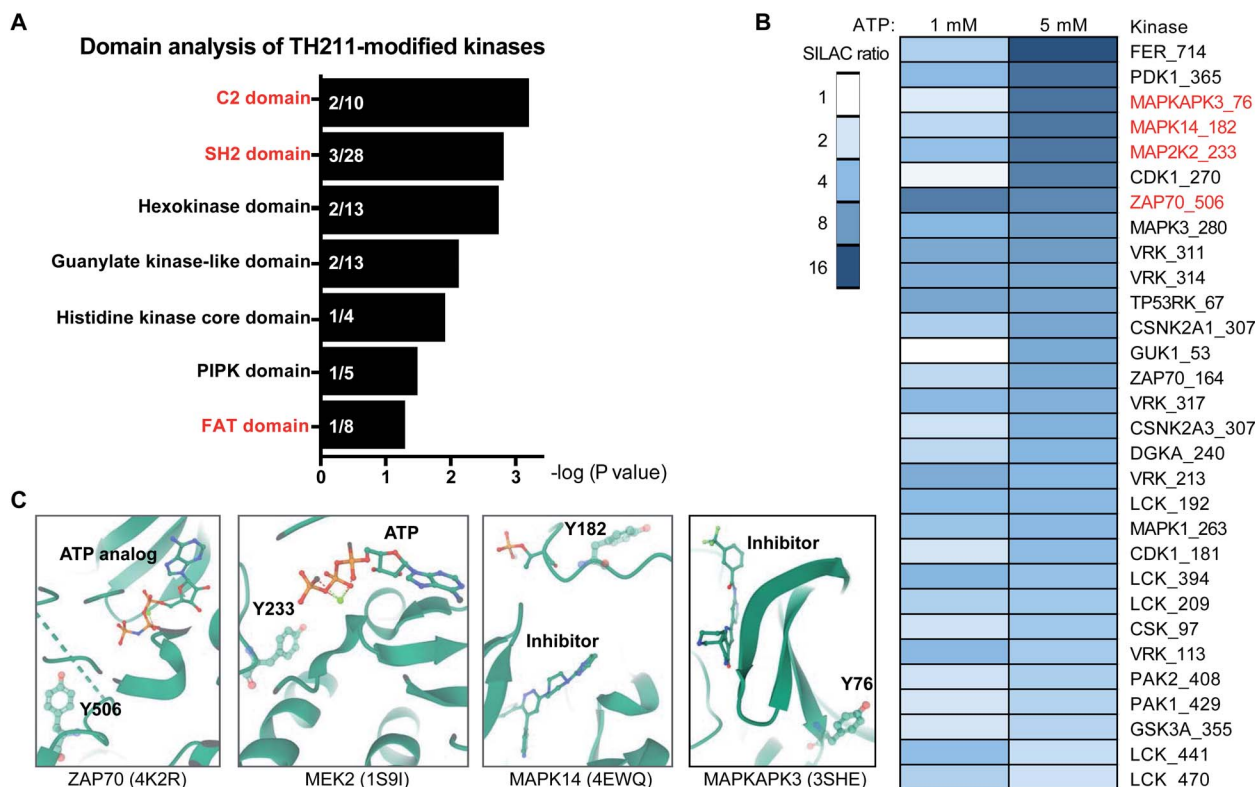 A
Domain analysis of TH211-modified kinases
C2 domain
2/10
SH2 domain
3/28
Hexokinase domain
2/13
Guanylate kinase-like domain
2/13
Histidine kinase core domain
1/4
PIPK domain
1/5
FAT domain
1/8
0 1 2 3
-log (P value)
B
ATP: 1 mM 5 mM Kinase
SILAC ratio
1
2
4
8
16
FER_714
PDK1_365
MAPKAPK3_76
MAPK14_182
MAP2K2_233
CDK1_270
ZAP70_506
MAPK3_280
VRK_311
VRK_314
TP53RK_67
CSNK2A1_307
GUK1_53
ZAP70_164
VRK_317
CSNK2A3_307
DGKA_240
VRK_213
LCK_192
MAPK1_263
CDK1_181
LCK_394
LCK_209
CSK_97
VRK_113
PAK2_408
PAK1_429
GSK3A_355
LCK_441
LCK_470
C
ATP analog
Y506
ZAP70 (4K2R)
ATP
Y233
MEK2 (1S9I)
Y182
Inhibitor
MAPK14 (4EWQ)
Inhibitor
Y76
MAPKAPK3 (3SHE)